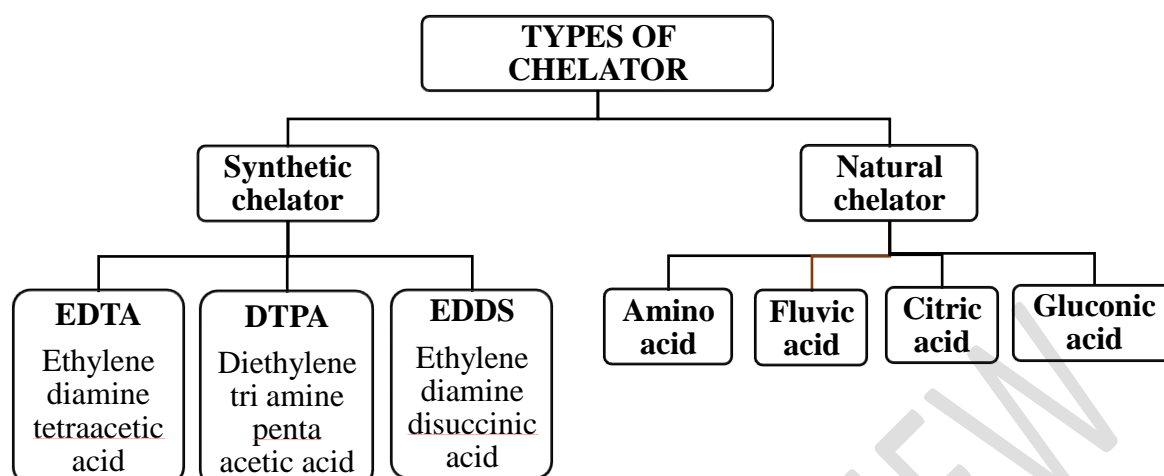 TYPES OF
CHELATOR
Synthetic
chelator
Natural
chelator
EDTA
Ethylene
diamine
tetraacetic
acid
DTPA
Diethylene
tri amine
penta
acetic acid
EDDS
Ethylene
diamine
disuccinic
acid
Amino
acid
Fluvic
acid
Citric
acid
Gluconic
acid